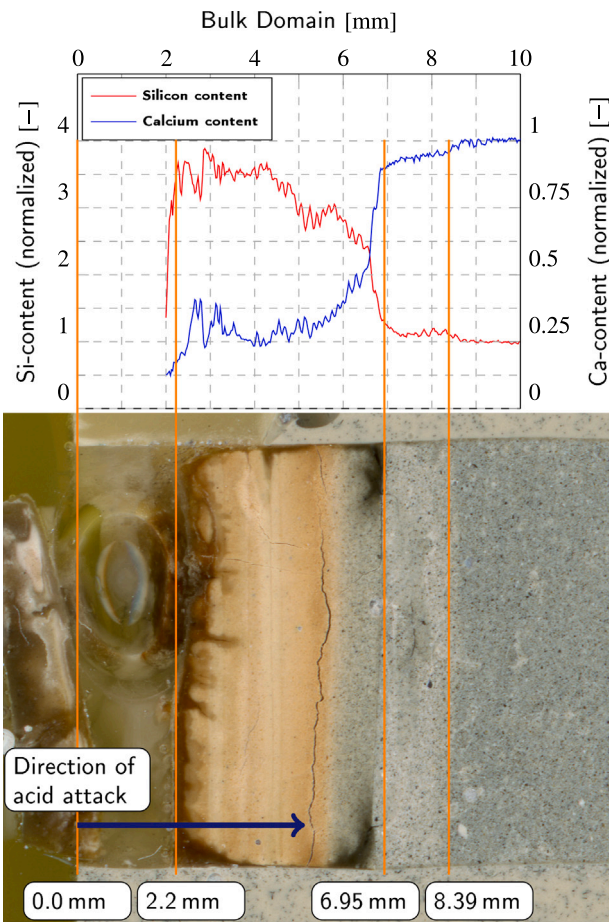 Bulk Domain [mm]
0 2 4 6 8 10
Silicon content
Calcium content
Si-content (normalized) [−]
4
3
2
1
0
Ca-content (normalized) [−]
1
0.75
0.5
0.25
0
Direction of
acid attack
0.0 mm
2.2 mm
6.95 mm
8.39 mm